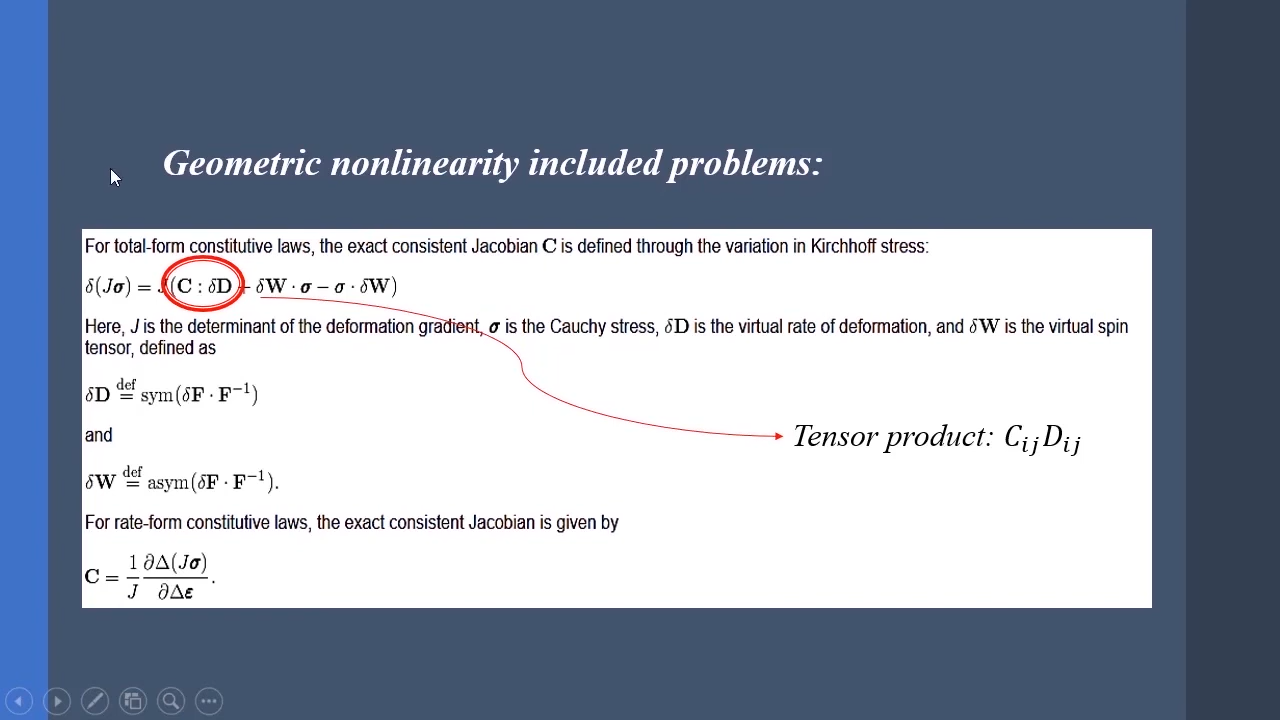 Geometric nonlinearity included problems:
For total-form constitutive laws, the exact consistent Jacobian C is defined through the variation in Kirchhoff stress:
δ(Jσ) = J(C : δD + δW · σ − σ · δW)
Here, J is the determinant of the deformation gradient, σ is the Cauchy stress, δD is the virtual rate of deformation, and δW is the virtual spin
tensor, defined as
δD def= sym(δF · F⁻¹)
and
Tensor product: CᵢⱼDᵢⱼ
δW def= asym(δF · F⁻¹).
For rate-form constitutive laws, the exact consistent Jacobian is given by
C = 1/J ∂Δ(Jσ)/∂Δε.